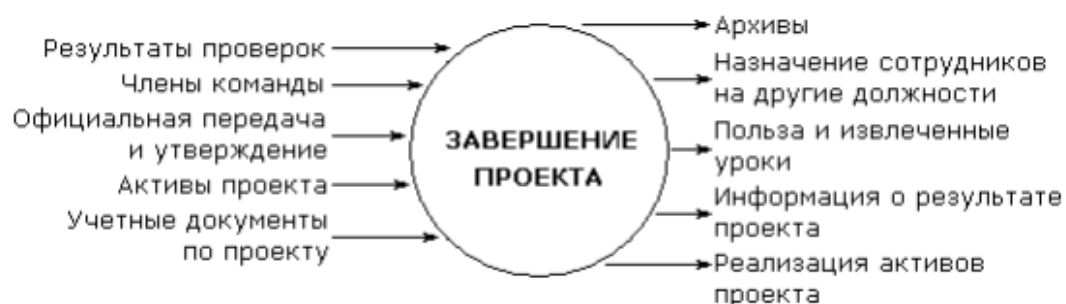 Результаты проверок
Члены команды
Официальная передача
и утверждение
Активы проекта
Учетные документы
по проекту
ЗАВЕРШЕНИЕ
ПРОЕКТА
Архивы
Назначение сотрудников
на другие должности
Польза и извлеченные
уроки
Информация о результате
проекта
Реализация активов
проекта